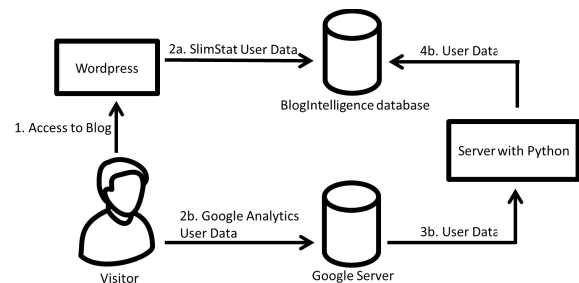 2a. SlimStat User Data
4b. User Data
Wordpress
BlogIntelligence database
1. Access to Blog
Server with Python
2b. Google Analytics
User Data
3b. User Data
Visitor
Google Server